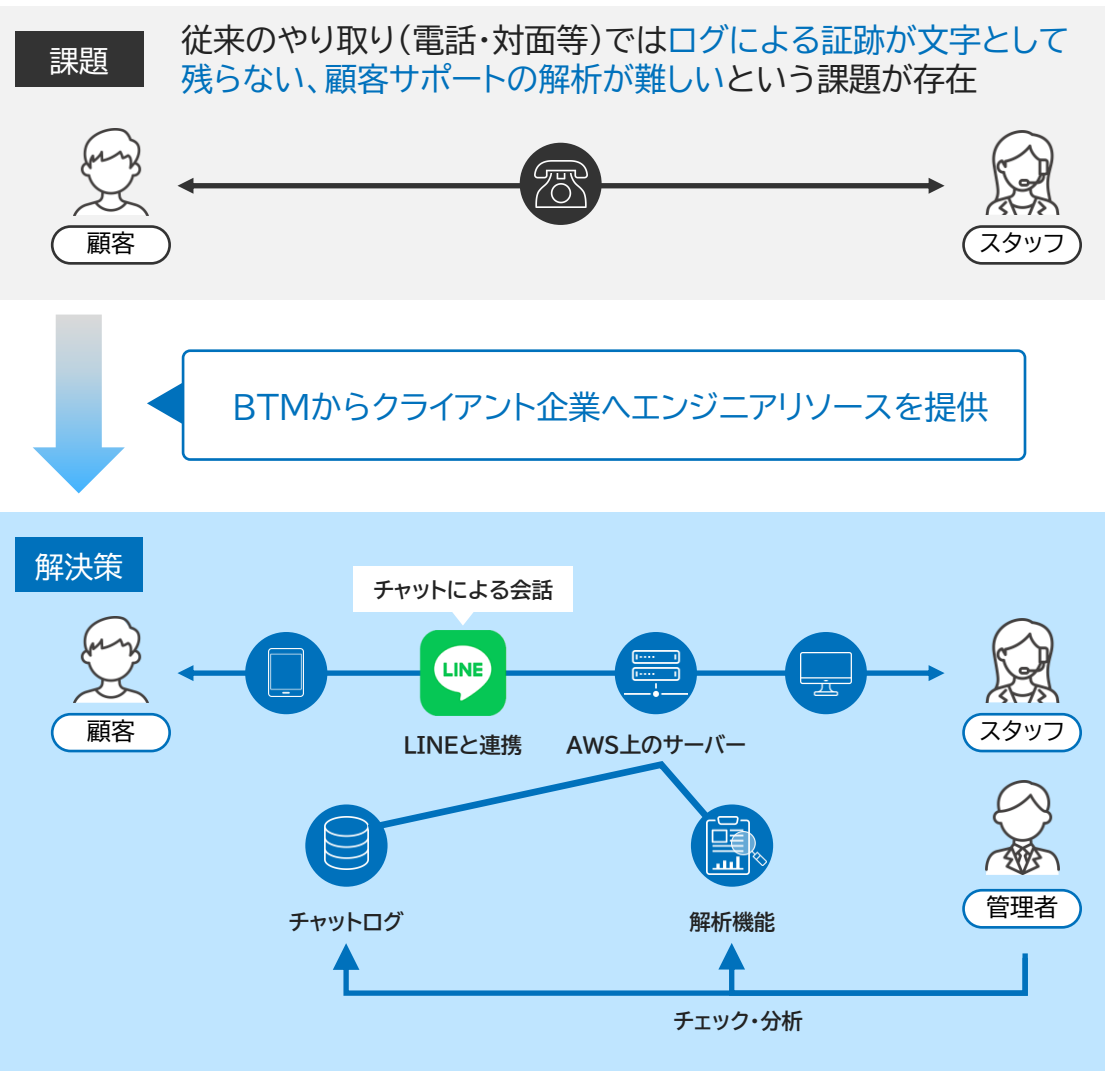 課題
従来のやり取り（電話・対面等）ではログによる証跡が文字として
残らない、顧客サポートの解析が難しいという課題が存在
顧客
スタッフ
BTMからクライアント企業へエンジニアリソースを提供
解決策
チャットによる会話
LINE
顧客
LINEと連携
AWS上のサーバー
スタッフ
チャットログ
解析機能
管理者
チェック・分析